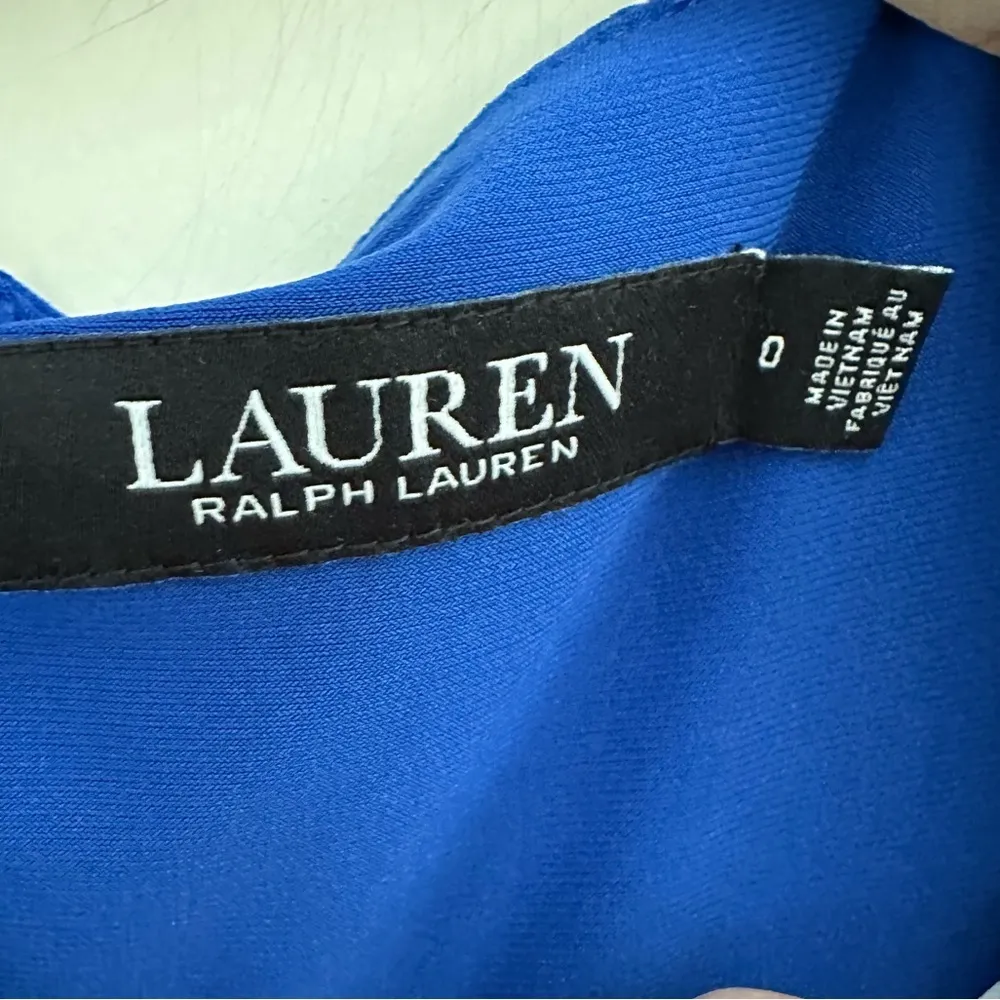 LAUREN
RALPH LAUREN
0
MADE IN
VIETNAM
FABRIQUÉ AU
VIET NAM